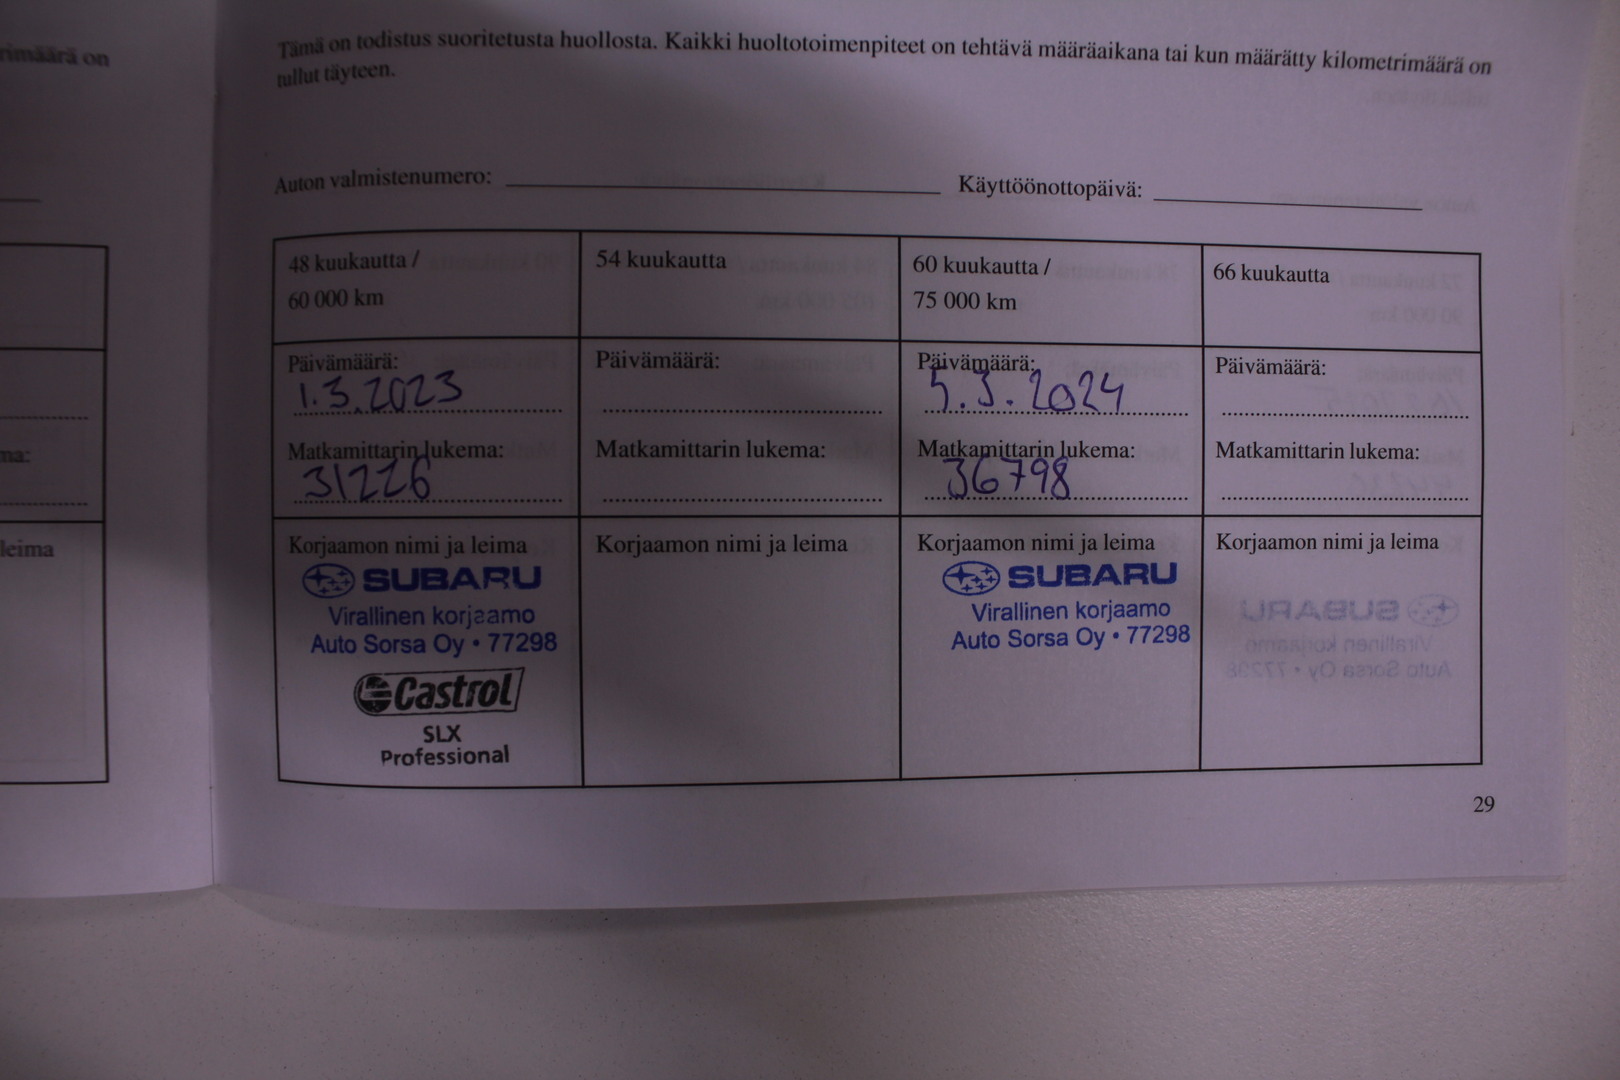 rimäärä on
ma:
leima
Tämä on todistus suoritetusta huollosta. Kaikki huoltotoimenpiteet on tehtävä määräaikana tai kun määrätty kilometrimäärä on
tullut täyteen.
Auton valmistenumero: Käyttöönottopäivä:
48 kuukautta /
60 000 km
54 kuukautta
60 kuukautta /
75 000 km
66 kuukautta
Päivämäärä:
1.3.2023
Matkamittarin lukema:
31226
Päivämäärä:
Matkamittarin lukema:
Päivämäärä:
5.3.2024
Matkamittarin lukema:
36798
Päivämäärä:
Matkamittarin lukema:
Korjaamon nimi ja leima
SUBARU
Virallinen korjaamo
Auto Sorsa Oy • 77298
Castrol
SLX
Professional
Korjaamon nimi ja leima
Korjaamon nimi ja leima
SUBARU
Virallinen korjaamo
Auto Sorsa Oy • 77298
Korjaamon nimi ja leima
29